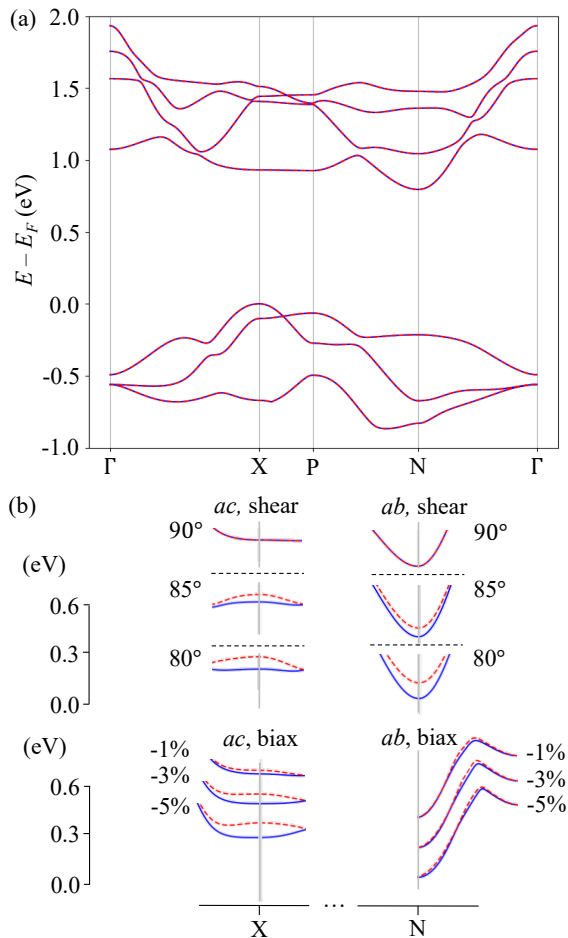 (a)
2.0
1.5
1.0
0.5
0.0
-0.5
-1.0
E − E_F (eV)
Γ X P N Γ
(b)
ac, shear ab, shear
90° 90°
(eV)
85° 85°
0.6
0.3
80° 80°
0.0
ac, biax ab, biax
(eV)
-1% -1%
-3% -3%
0.6
-5% -5%
0.3
0.0
...
X N